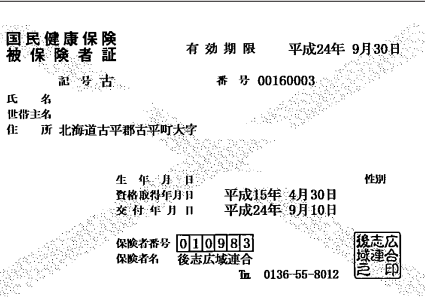 国民健康保険
被保険者証
有効期限 平成24年 9月30日
記号 古 番号 00160003
氏名
世帯主名
住所 北海道古平郡古平町大字
生年月日 性別
資格取得年月日 平成15年 4月30日
交付年月日 平成24年 9月10日
保険者番号 010983
保険者名 後志広域連合
℡ 0136-55-8012
後志広域連合之印